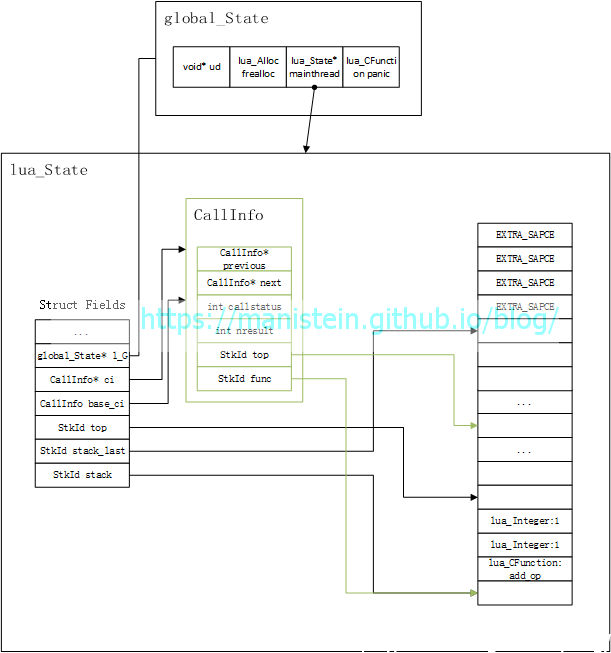 global_State
void* ud
lua_Alloc
frealloc
lua_State*
mainthread
lua_CFuncti
on panic
lua_State
CallInfo
CallInfo*
previous
CallInfo* next
int callstatus
int nresult
StkId top
StkId func
Struct Fields
...
global_State* l_G
CallInfo* ci
CallInfo base_ci
StkId top
StkId stack_last
StkId stack
EXTRA_SAPCE
EXTRA_SAPCE
EXTRA_SAPCE
EXTRA_SAPCE
...
...
lua_Integer:1
lua_Integer:1
lua_CFunction:
add_op
https://manistein.github.io/blog/